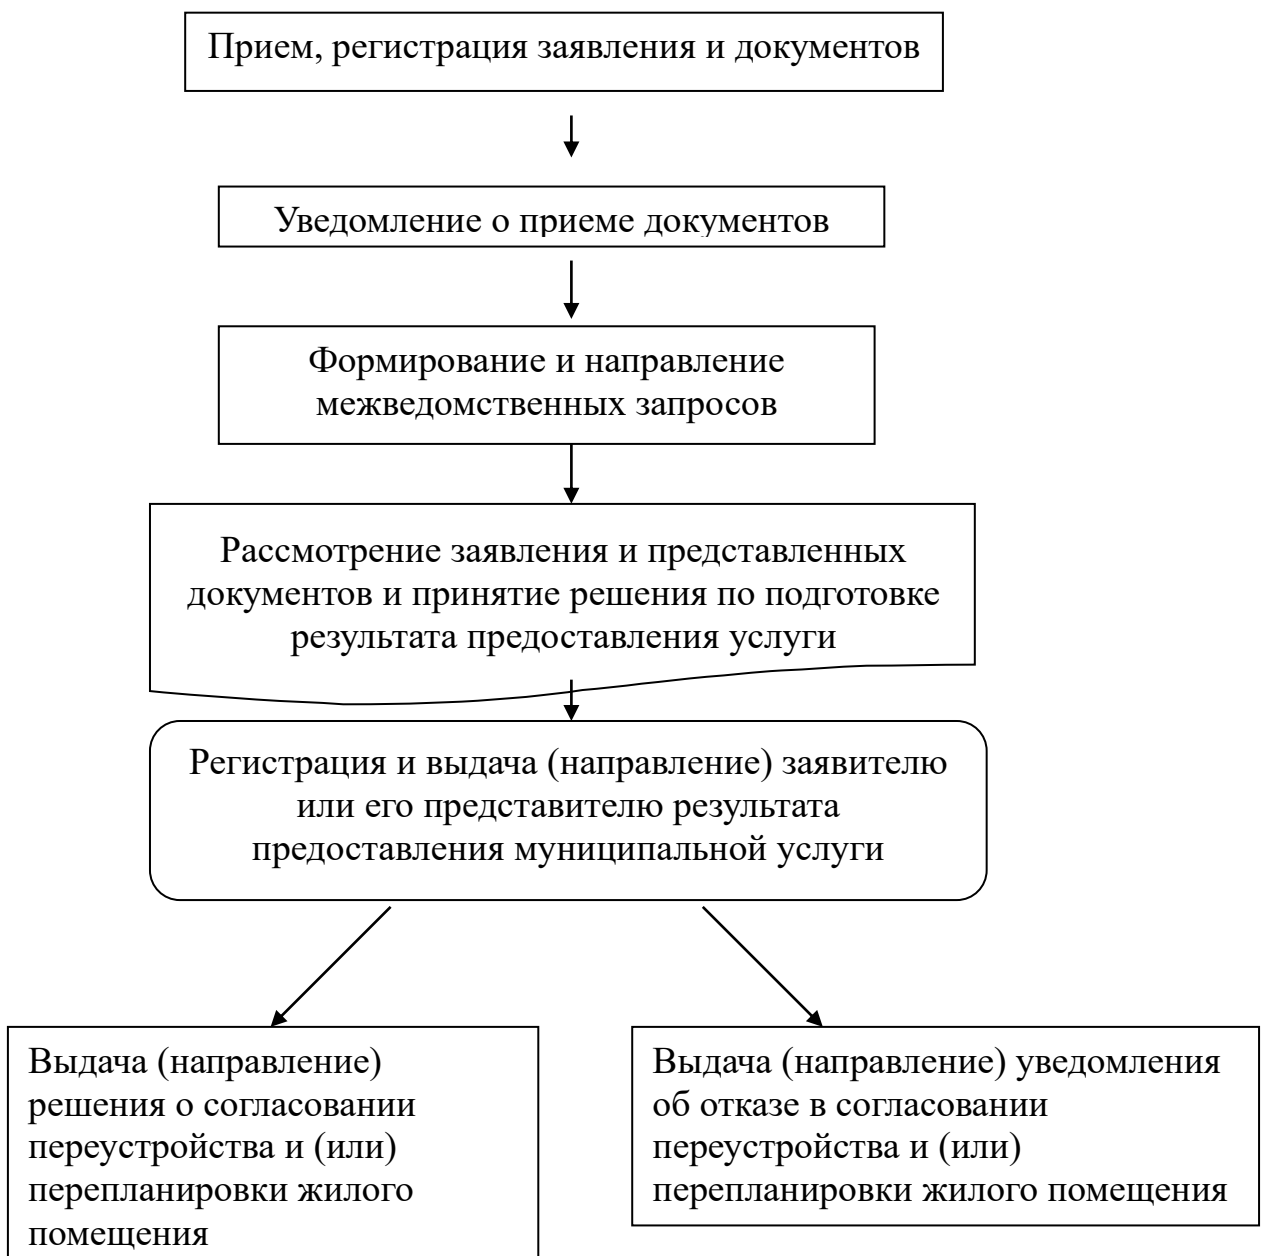 Прием, регистрация заявления и документов
Уведомление о приеме документов
Формирование и направление
межведомственных запросов
Рассмотрение заявления и представленных
документов и принятие решения по подготовке
результата предоставления услуги
Регистрация и выдача (направление) заявителю
или его представителю результата
предоставления муниципальной услуги
Выдача (направление)
решения о согласовании
переустройства и (или)
перепланировки жилого
помещения
Выдача (направление) уведомления
об отказе в согласовании
переустройства и (или)
перепланировки жилого помещения